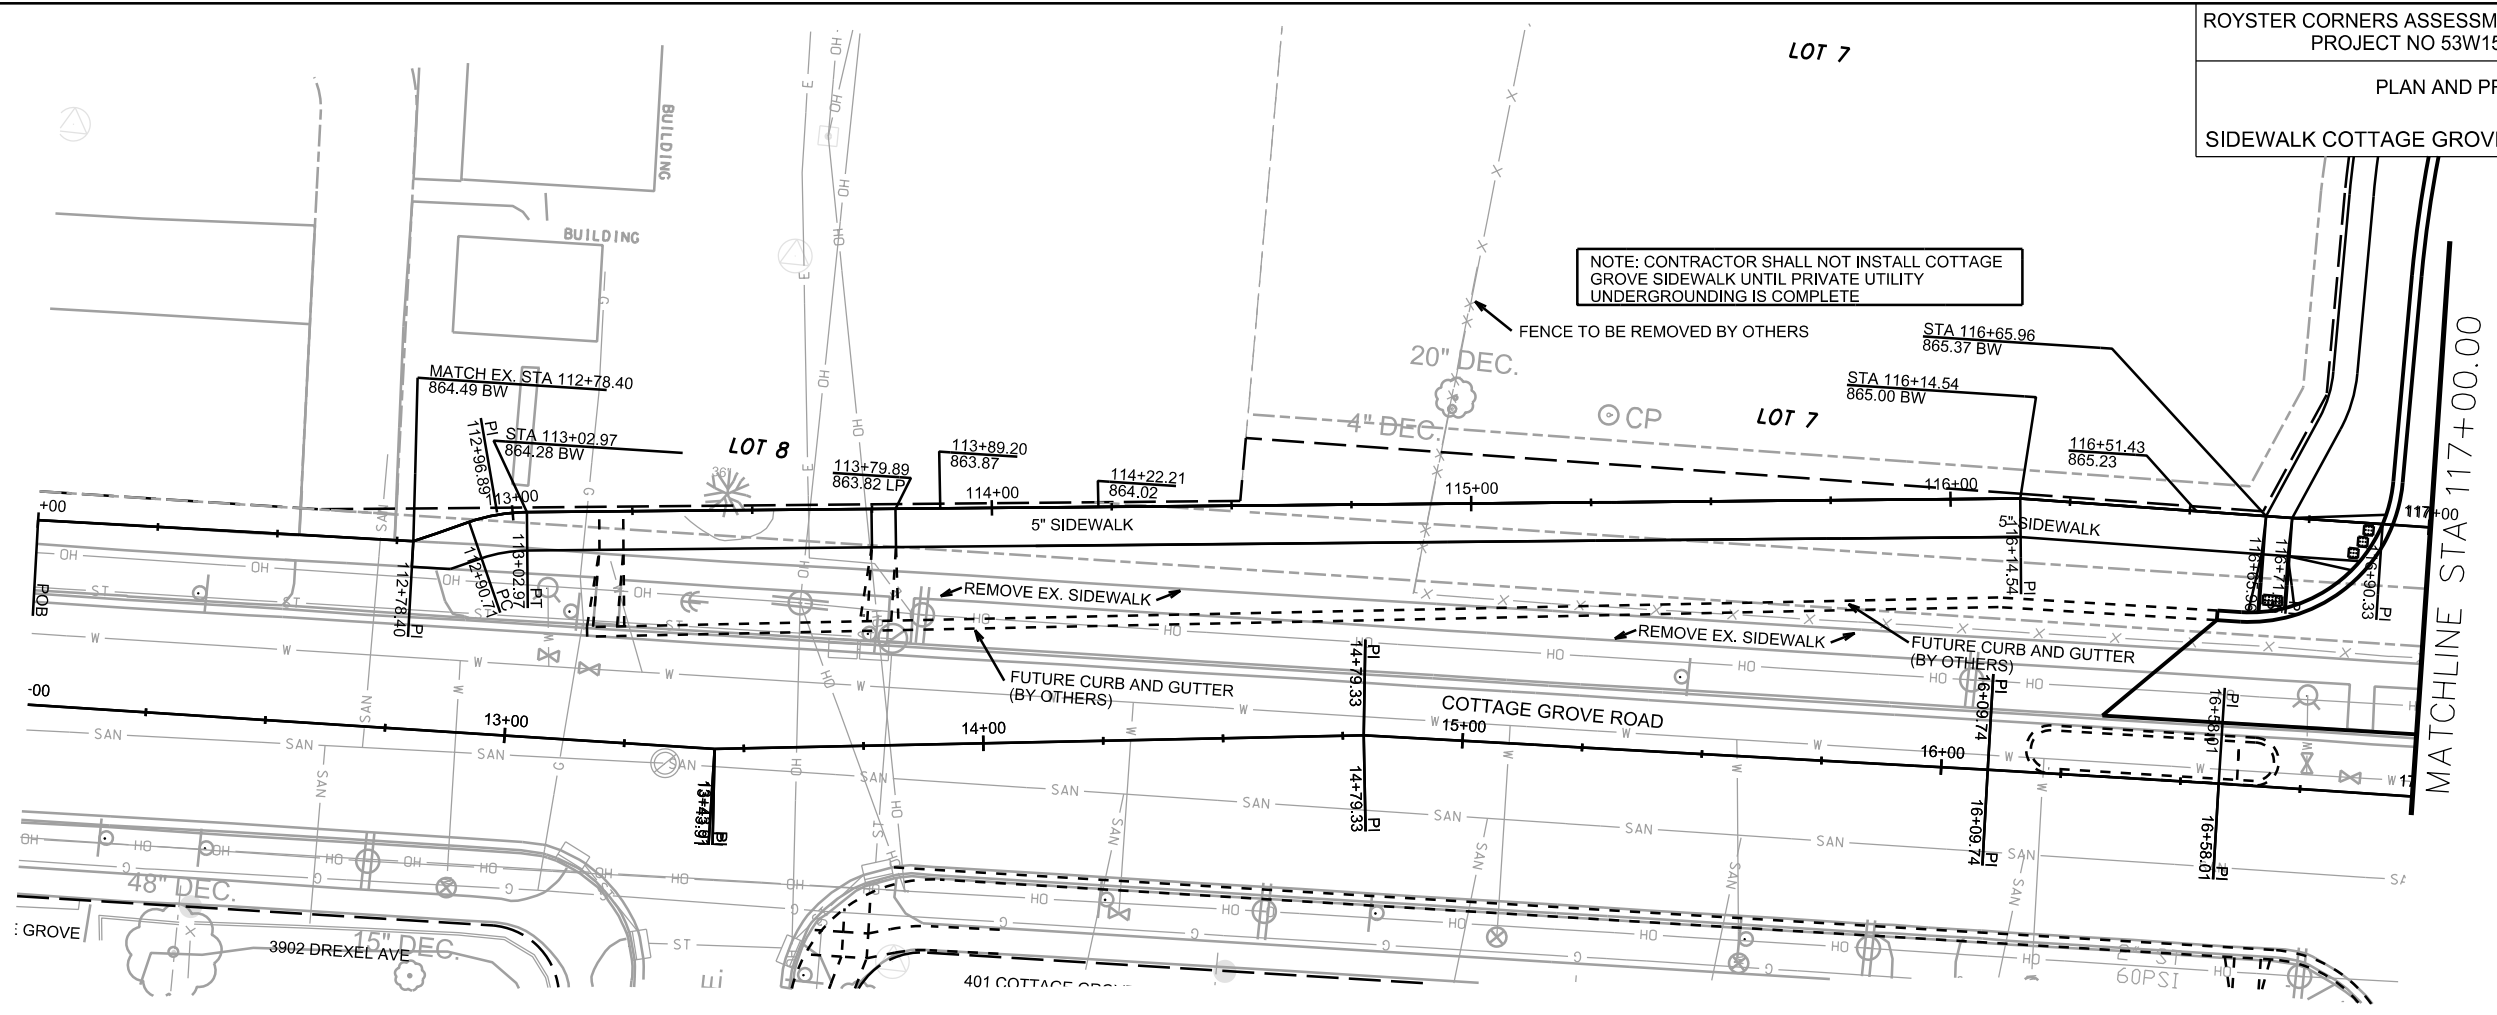 ROYSTER CORNERS ASSESSM
PROJECT NO 53W15
PLAN AND PR
SIDEWALK COTTAGE GROVE
LOT 7
BUILDING
BUILDING
NOTE: CONTRACTOR SHALL NOT INSTALL COTTAGE
GROVE SIDEWALK UNTIL PRIVATE UTILITY
UNDERGROUNDING IS COMPLETE
FENCE TO BE REMOVED BY OTHERS
20" DEC.
4" DEC.
CP
LOT 7
STA 116+65.96
865.37 BW
STA 116+14.54
865.00 BW
116+51.43
865.23
MATCH EX. STA 112+78.40
864.49 BW
PI
112+96.89
STA 113+02.97
864.28 BW
LOT 8
36"
113+79.89
863.82 LP
113+89.20
863.87
114+22.21
864.02
+00
113+00
114+00
115+00
116+00
117+00
5" SIDEWALK
5" SIDEWALK
POB
112+78.40
PI
112+90.71
PC
113+02.97
PT
116+14.54
PI
116+65.96
116+90.33
PI
REMOVE EX. SIDEWALK
REMOVE EX. SIDEWALK
FUTURE CURB AND GUTTER
(BY OTHERS)
FUTURE CURB AND GUTTER
(BY OTHERS)
MATCHLINE STA 117+00.00
COTTAGE GROVE ROAD
-00
13+00
14+00
15+00
16+00
17
PI
14+79.33
14+79.33
PI
PI
16+09.74
16+09.74
PI
PI
16+58.01
16+58.01
PI
48" DEC.
15" DEC.
E GROVE
3902 DREXEL AVE
401 COTTAGE GROVE
60PSI